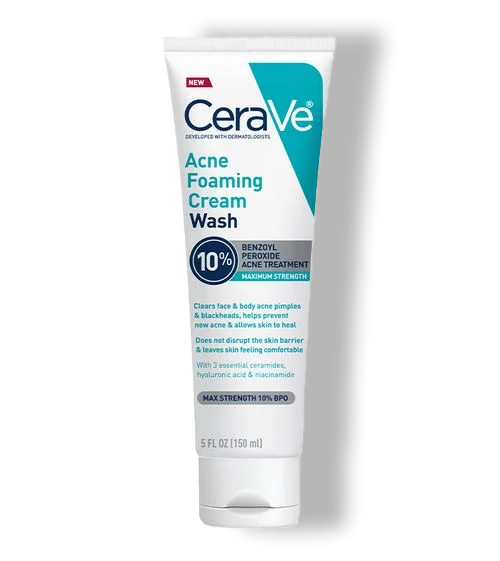 NEW
CeraVe®
DEVELOPED WITH DERMATOLOGISTS
Acne
Foaming
Cream
Wash
10%
BENZOYL
PEROXIDE
ACNE TREATMENT
MAXIMUM STRENGTH
Clears face & body acne pimples
& blackheads, helps prevent
new acne & allows skin to heal
Does not disrupt the skin barrier
& leaves skin feeling comfortable
With 3 essential ceramides,
hyaluronic acid & niacinamide
MAX STRENGTH 10% BPO
5 FL OZ (150 ml)